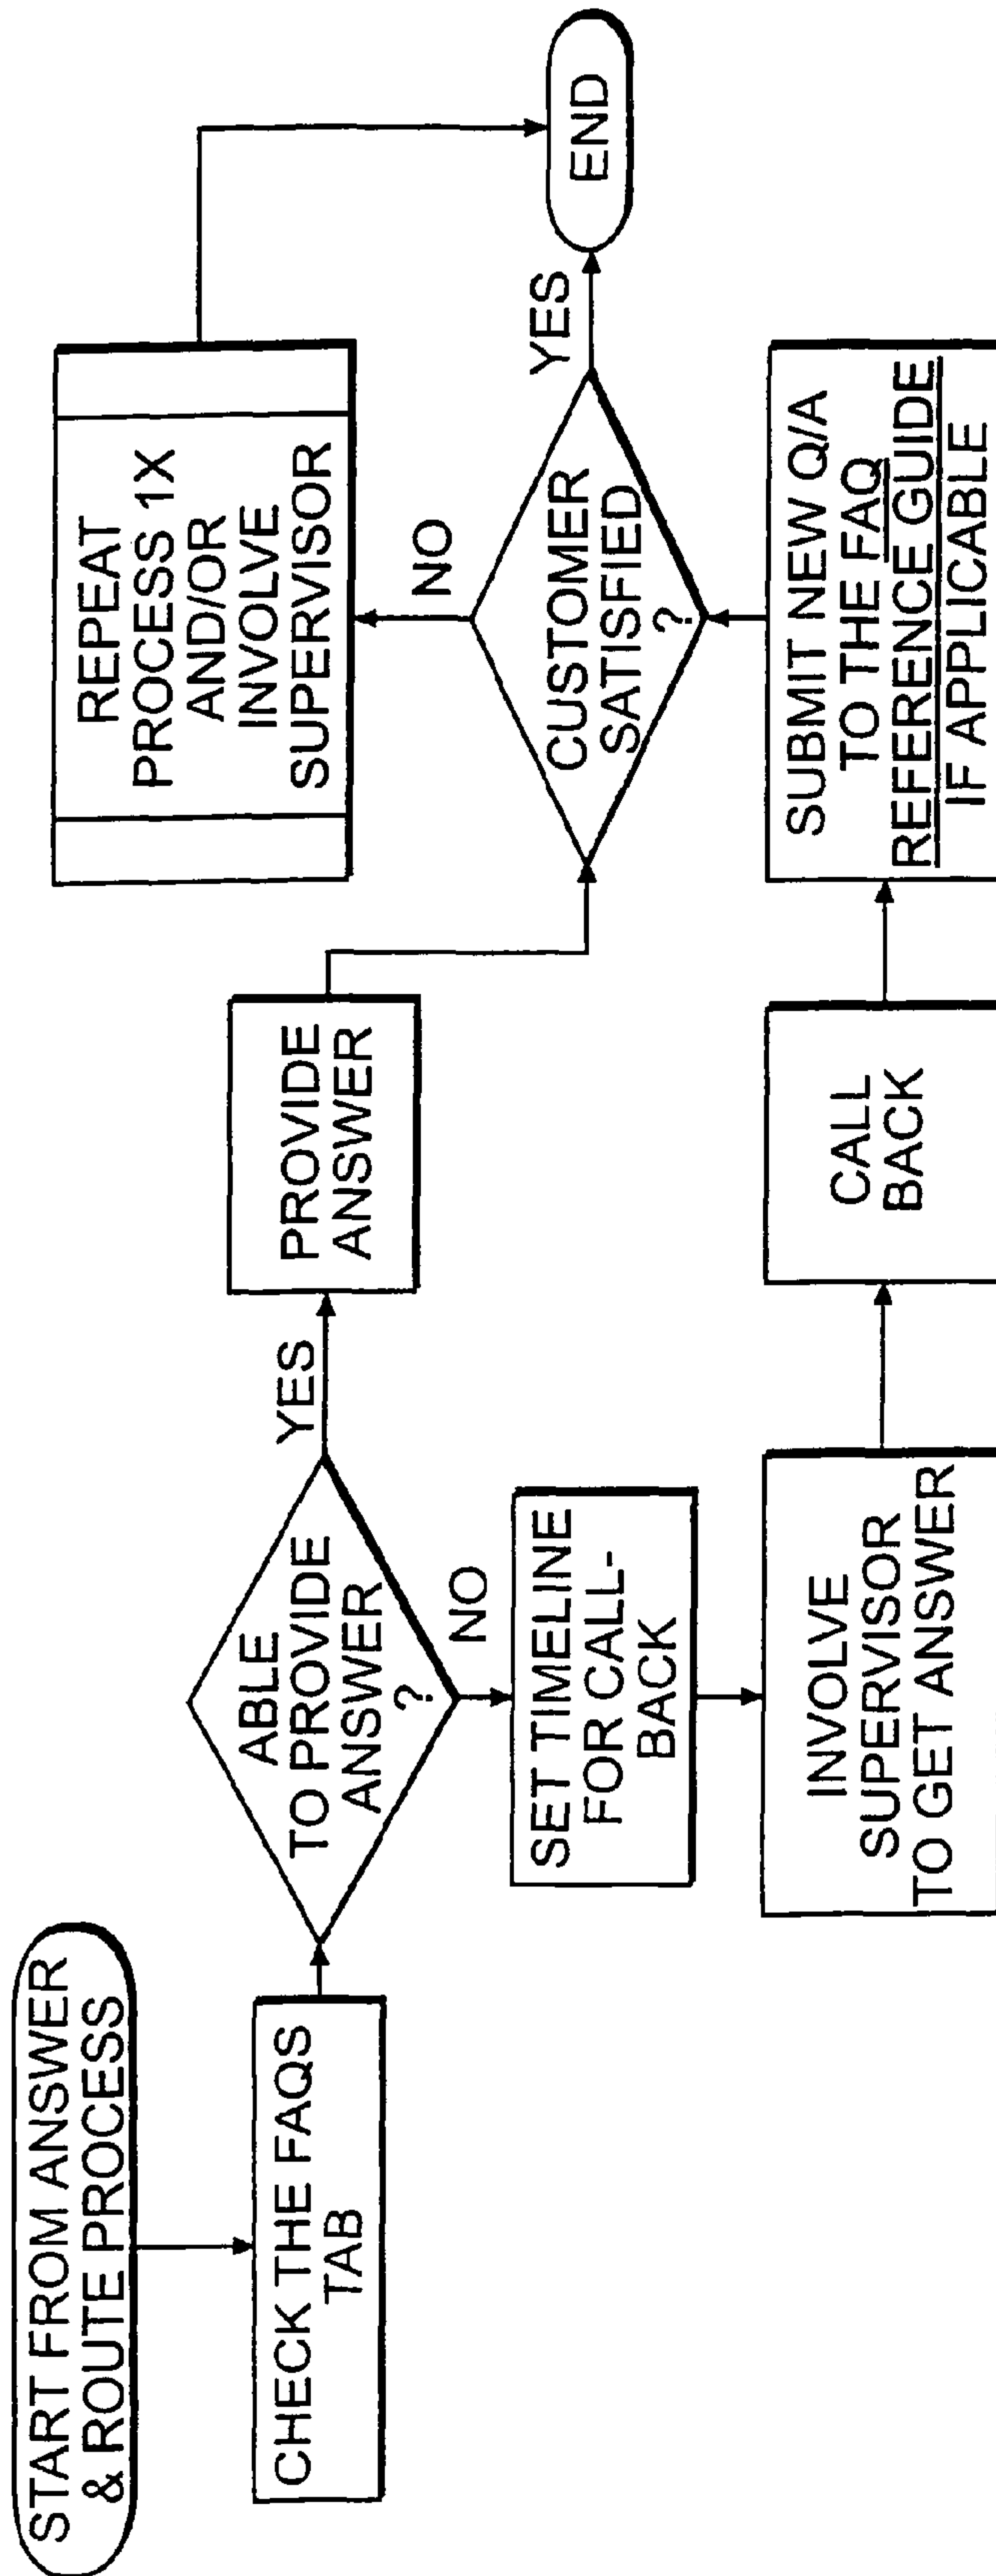 START FROM ANSWER
& ROUTE PROCESS
CHECK THE FAQS
TAB
ABLE
TO PROVIDE
ANSWER
?
YES
NO
PROVIDE
ANSWER
SET TIMELINE
FOR CALL-
BACK
INVOLVE
SUPERVISOR
TO GET ANSWER
CALL
BACK
SUBMIT NEW Q/A
TO THE FAQ
REFERENCE GUIDE
IF APPLICABLE
CUSTOMER
SATISFIED
?
NO
YES
REPEAT
PROCESS 1X
AND/OR
INVOLVE
SUPERVISOR
END